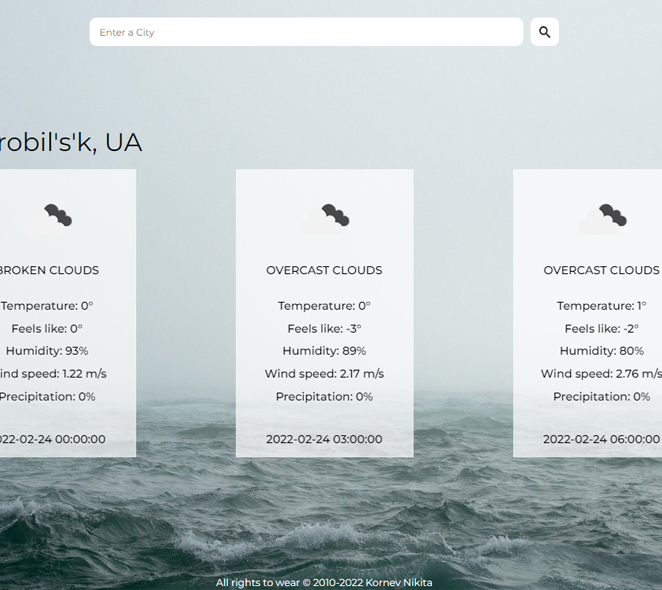 Enter a City
robil's'k, UA
BROKEN CLOUDS
Temperature: 0°
Feels like: 0°
Humidity: 93%
ind speed: 1.22 m/s
Precipitation: 0%
022-02-24 00:00:00
OVERCAST CLOUDS
Temperature: 0°
Feels like: -3°
Humidity: 89%
Wind speed: 2.17 m/s
Precipitation: 0%
2022-02-24 03:00:00
OVERCAST CLOUDS
Temperature: 1°
Feels like: -2°
Humidity: 80%
Wind speed: 2.76 m/s
Precipitation: 0%
2022-02-24 06:00:00
All rights to wear © 2010-2022 Kornev Nikita